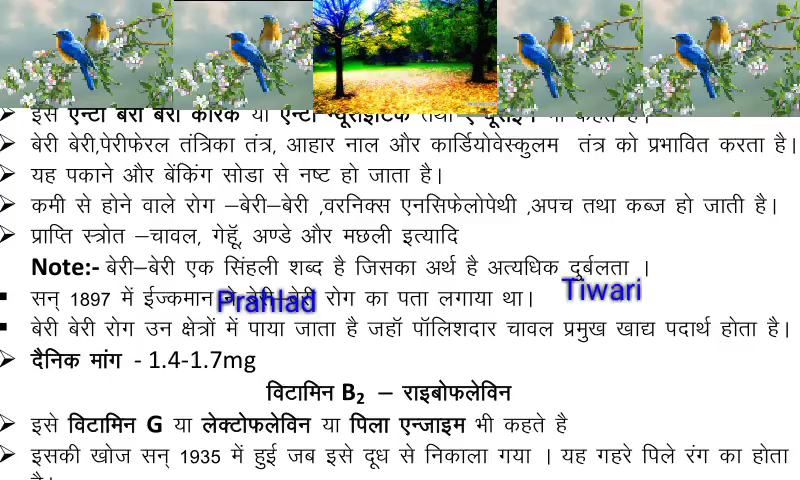 इसे एन्टी बेरी बेरी कारक या एन्टी न्यूराइटिक तथा भी कहते है।
बेरी बेरी,पेरीफेरल तंत्रिका तंत्र, आहार नाल और कार्डियोवेस्कुलम तंत्र को प्रभावित करता है।
यह पकाने और बेंकिंग सोडा से नष्ट हो जाता है।
कमी से होने वाले रोग –बेरी–बेरी ,वरनिक्स एनसिफेलोपेथी ,अपच तथा कब्ज हो जाती है।
प्राप्ति स्त्रोत –चावल, गेहूॅ, अण्डे और मछली इत्यादि
Note:- बेरी–बेरी एक सिंहली शब्द है जिसका अर्थ है अत्यधिक दुर्बलता ।
सन् 1897 में ईज्कमान ने बेरी–बेरी रोग का पता लगाया था।
Prahlad Tiwari
बेरी बेरी रोग उन क्षेत्रों में पाया जाता है जहॉ पॉलिशदार चावल प्रमुख खाद्य पदार्थ होता है।
दैनिक मांग - 1.4-1.7mg
विटामिन B₂ – राइबोफलेविन
इसे विटामिन G या लेक्टोफलेविन या पिला एन्जाइम भी कहते है
इसकी खोज सन् 1935 में हुई जब इसे दूध से निकाला गया । यह गहरे पिले रंग का होता
है।